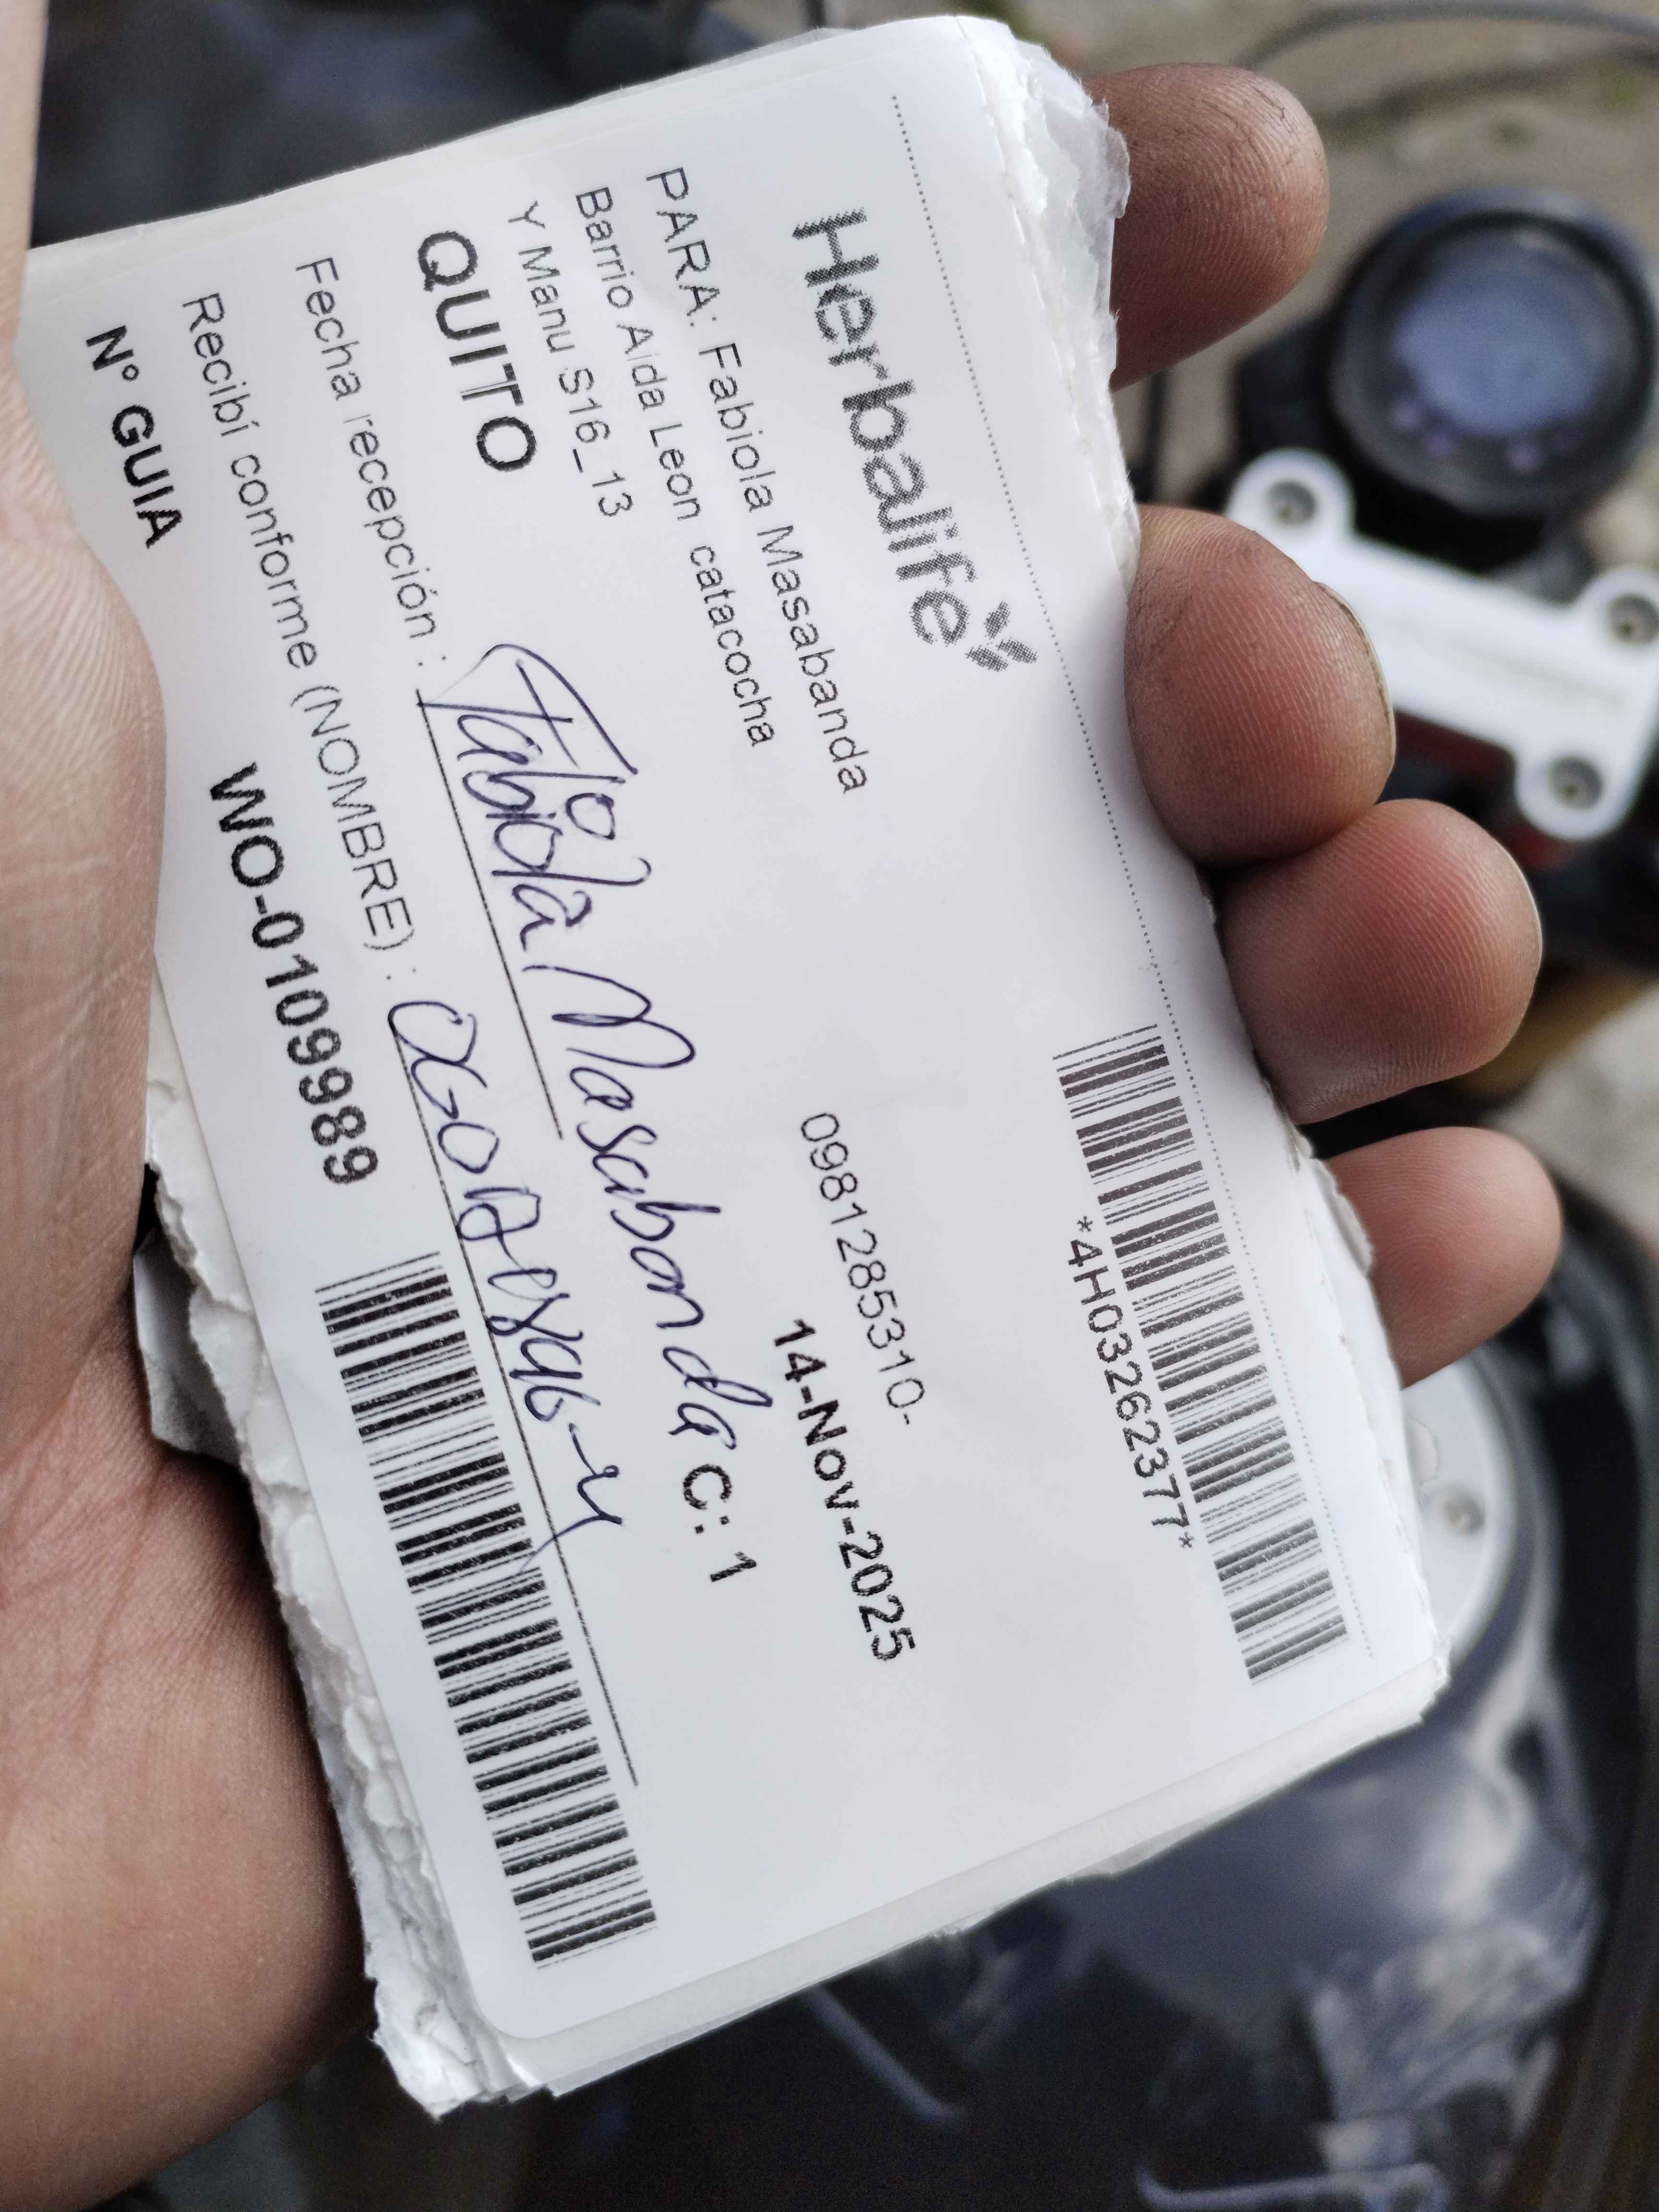 Herbalife
*4H03262377*
PARA: Fabiola Masabanda
0981285310-
Barrio Aida Leon catacocha
Y Manu S16_13
14-Nov-2025
QUITO
C: 1
Fecha recepción : Fabiola Masabanda
Recibí conforme (NOMBRE) :
Nº GUIA
WO-0109989